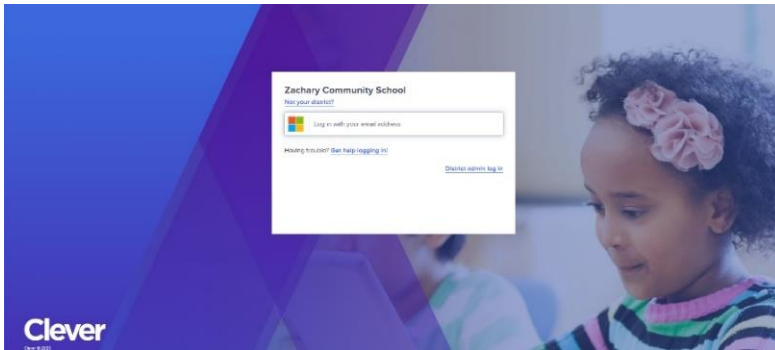 Zachary Community School
Not your district?
Log in with your email address
Having trouble? Get help logging in!
District admin log in
Clever